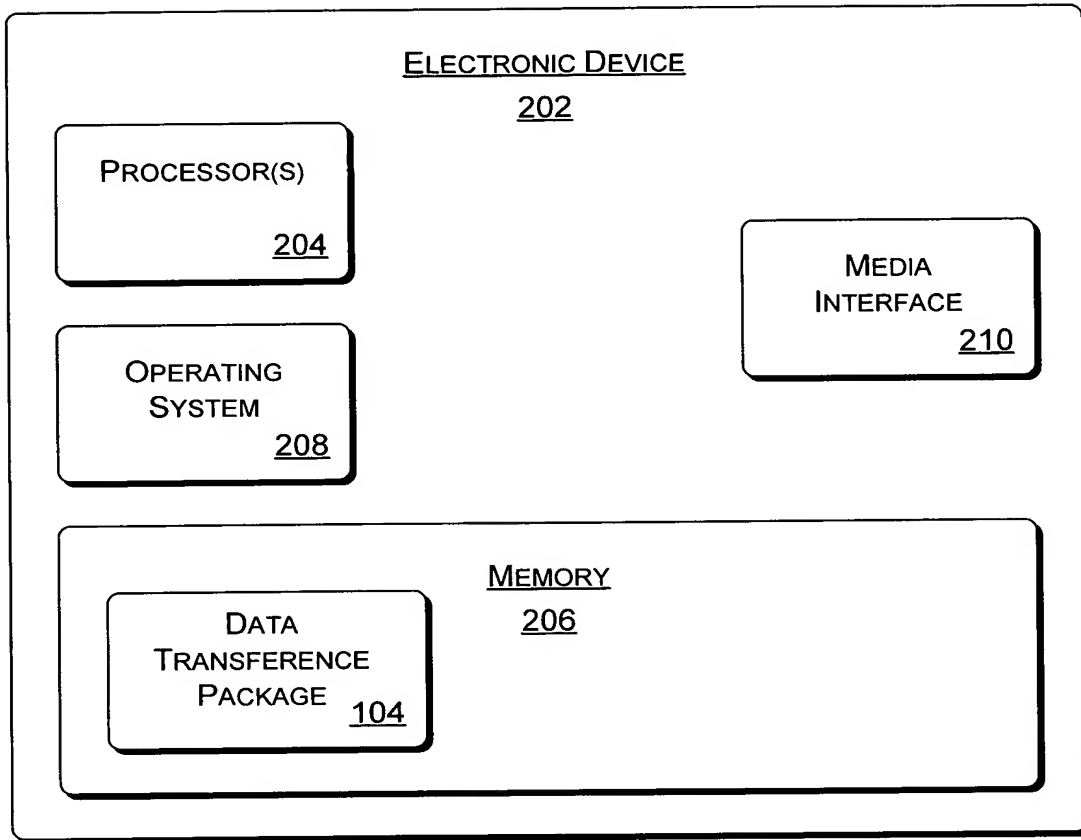 ELECTRONIC DEVICE
202
PROCESSOR(S)
204
MEDIA
INTERFACE
210
OPERATING
SYSTEM
208
MEMORY
206
DATA
TRANSFERENCE
PACKAGE
104